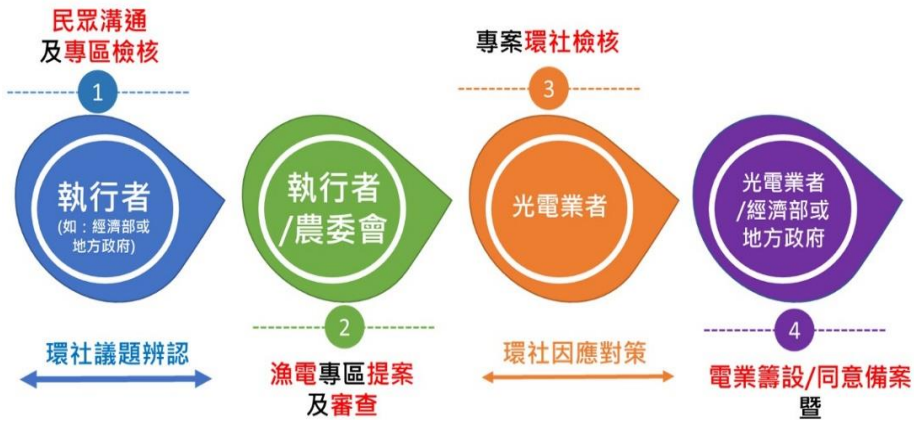 民眾溝通
及專區檢核
1
執行者
(如：經濟部或
地方政府)
環社議題辨認
執行者
/農委會
2
漁電專區提案
及審查
專案環社檢核
3
光電業者
環社因應對策
光電業者
/經濟部或
地方政府
4
電業籌設/同意備案
暨